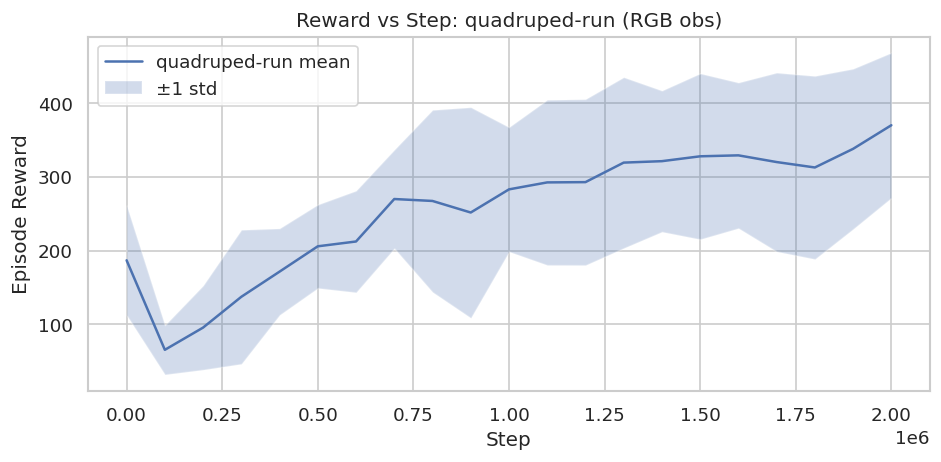 Reward vs Step: quadruped-run (RGB obs)
quadruped-run mean
±1 std
Episode Reward
400
300
200
100
0.00 0.25 0.50 0.75 1.00 1.25 1.50 1.75 2.00
1e6
Step